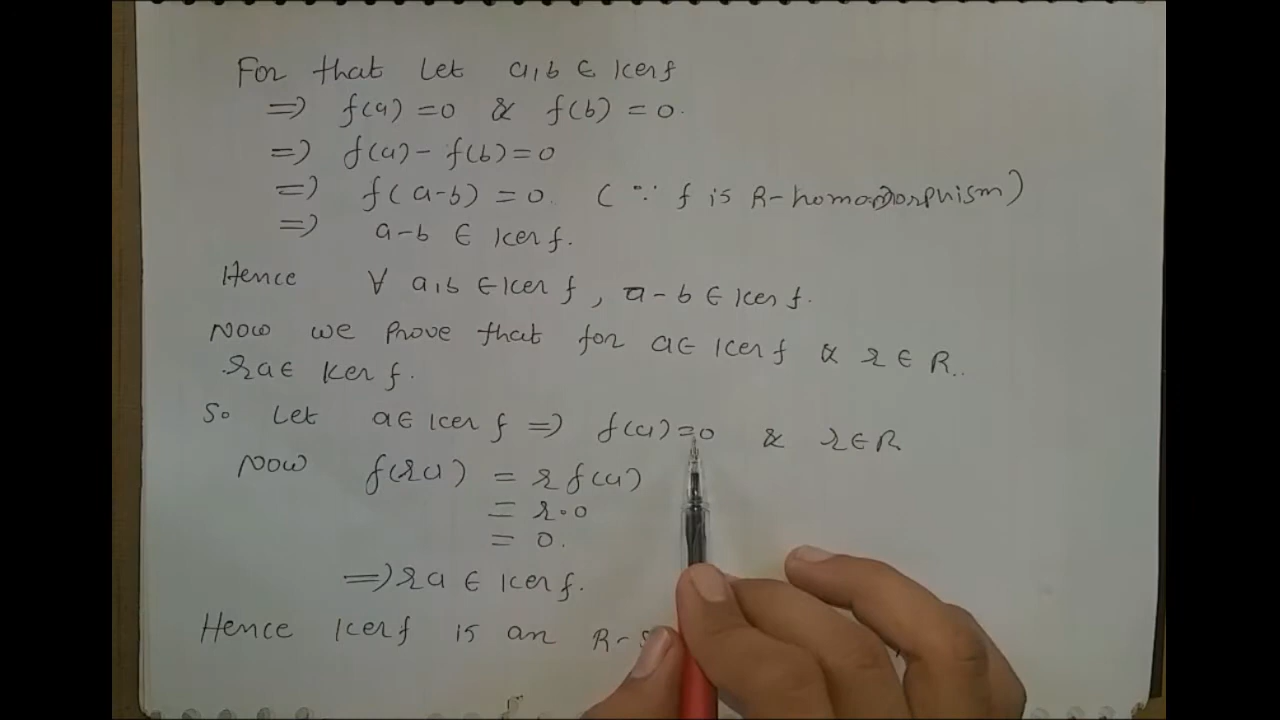 For that Let a,b ∈ Ker f
=> f(a) = 0 & f(b) = 0.
=> f(a) - f(b) = 0
=> f(a-b) = 0. (∵ f is R-homomorphism)
=> a-b ∈ Ker f.
Hence ∀ a,b ∈ Ker f, a-b ∈ Ker f.
Now we prove that for a ∈ Ker f & r ∈ R..
ra ∈ Ker f.
So Let a ∈ Ker f => f(a) = 0 & r ∈ R
Now f(ra) = r f(a)
= r·0
= 0.
=> ra ∈ Ker f.
Hence Ker f is an R-